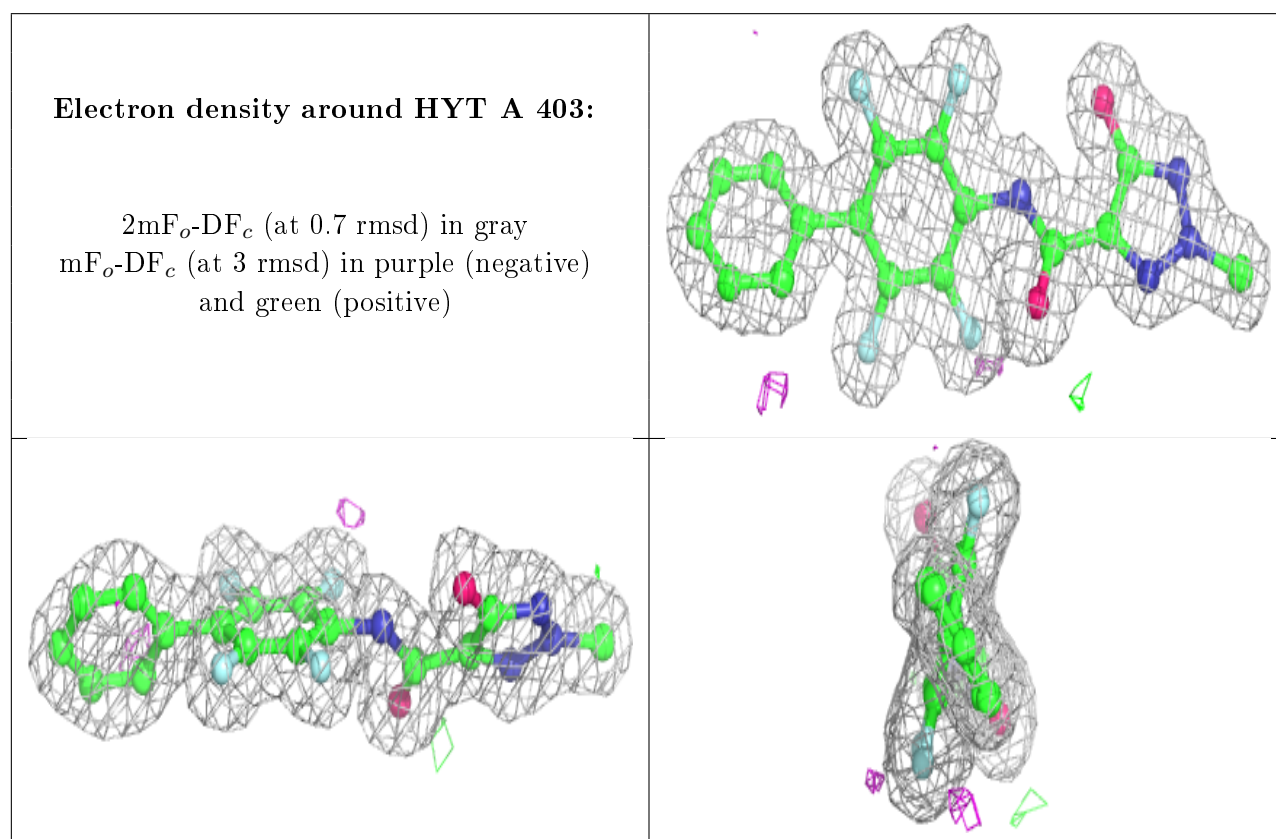 Electron density around HYT A 403:
2mFo-DFc (at 0.7 rmsd) in gray
mFo-DFc (at 3 rmsd) in purple (negative)
and green (positive)